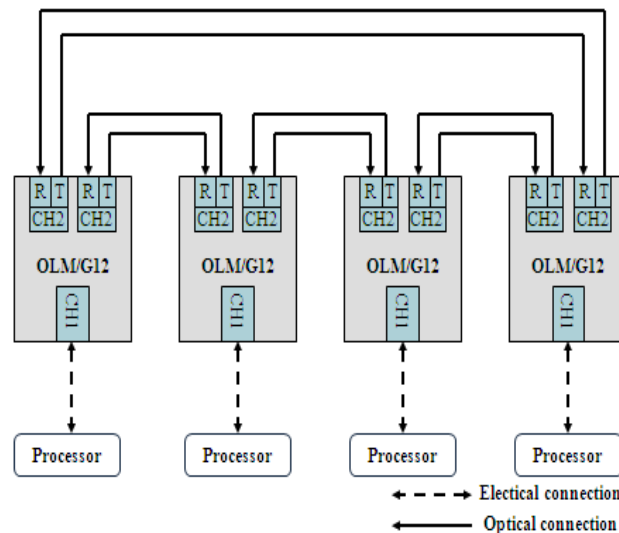 R T R T R T R T R T R T R T R T
CH2 CH2 CH2 CH2 CH2 CH2 CH2 CH2
OLM/G12 OLM/G12 OLM/G12 OLM/G12
CH1 CH1 CH1 CH1
Processor Processor Processor Processor
Electical connection
Optical connection